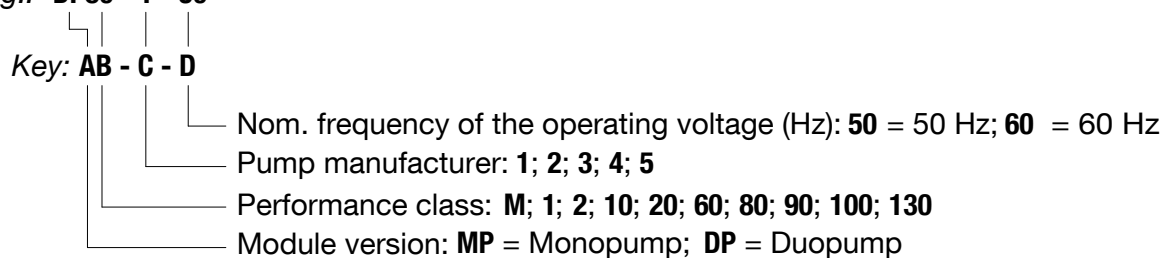 Key: AB - C - D
Nom. frequency of the operating voltage (Hz): 50 = 50 Hz; 60 = 60 Hz
Pump manufacturer: 1; 2; 3; 4; 5
Performance class: M; 1; 2; 10; 20; 60; 80; 90; 100; 130
Module version: MP = Monopump; DP = Duopump